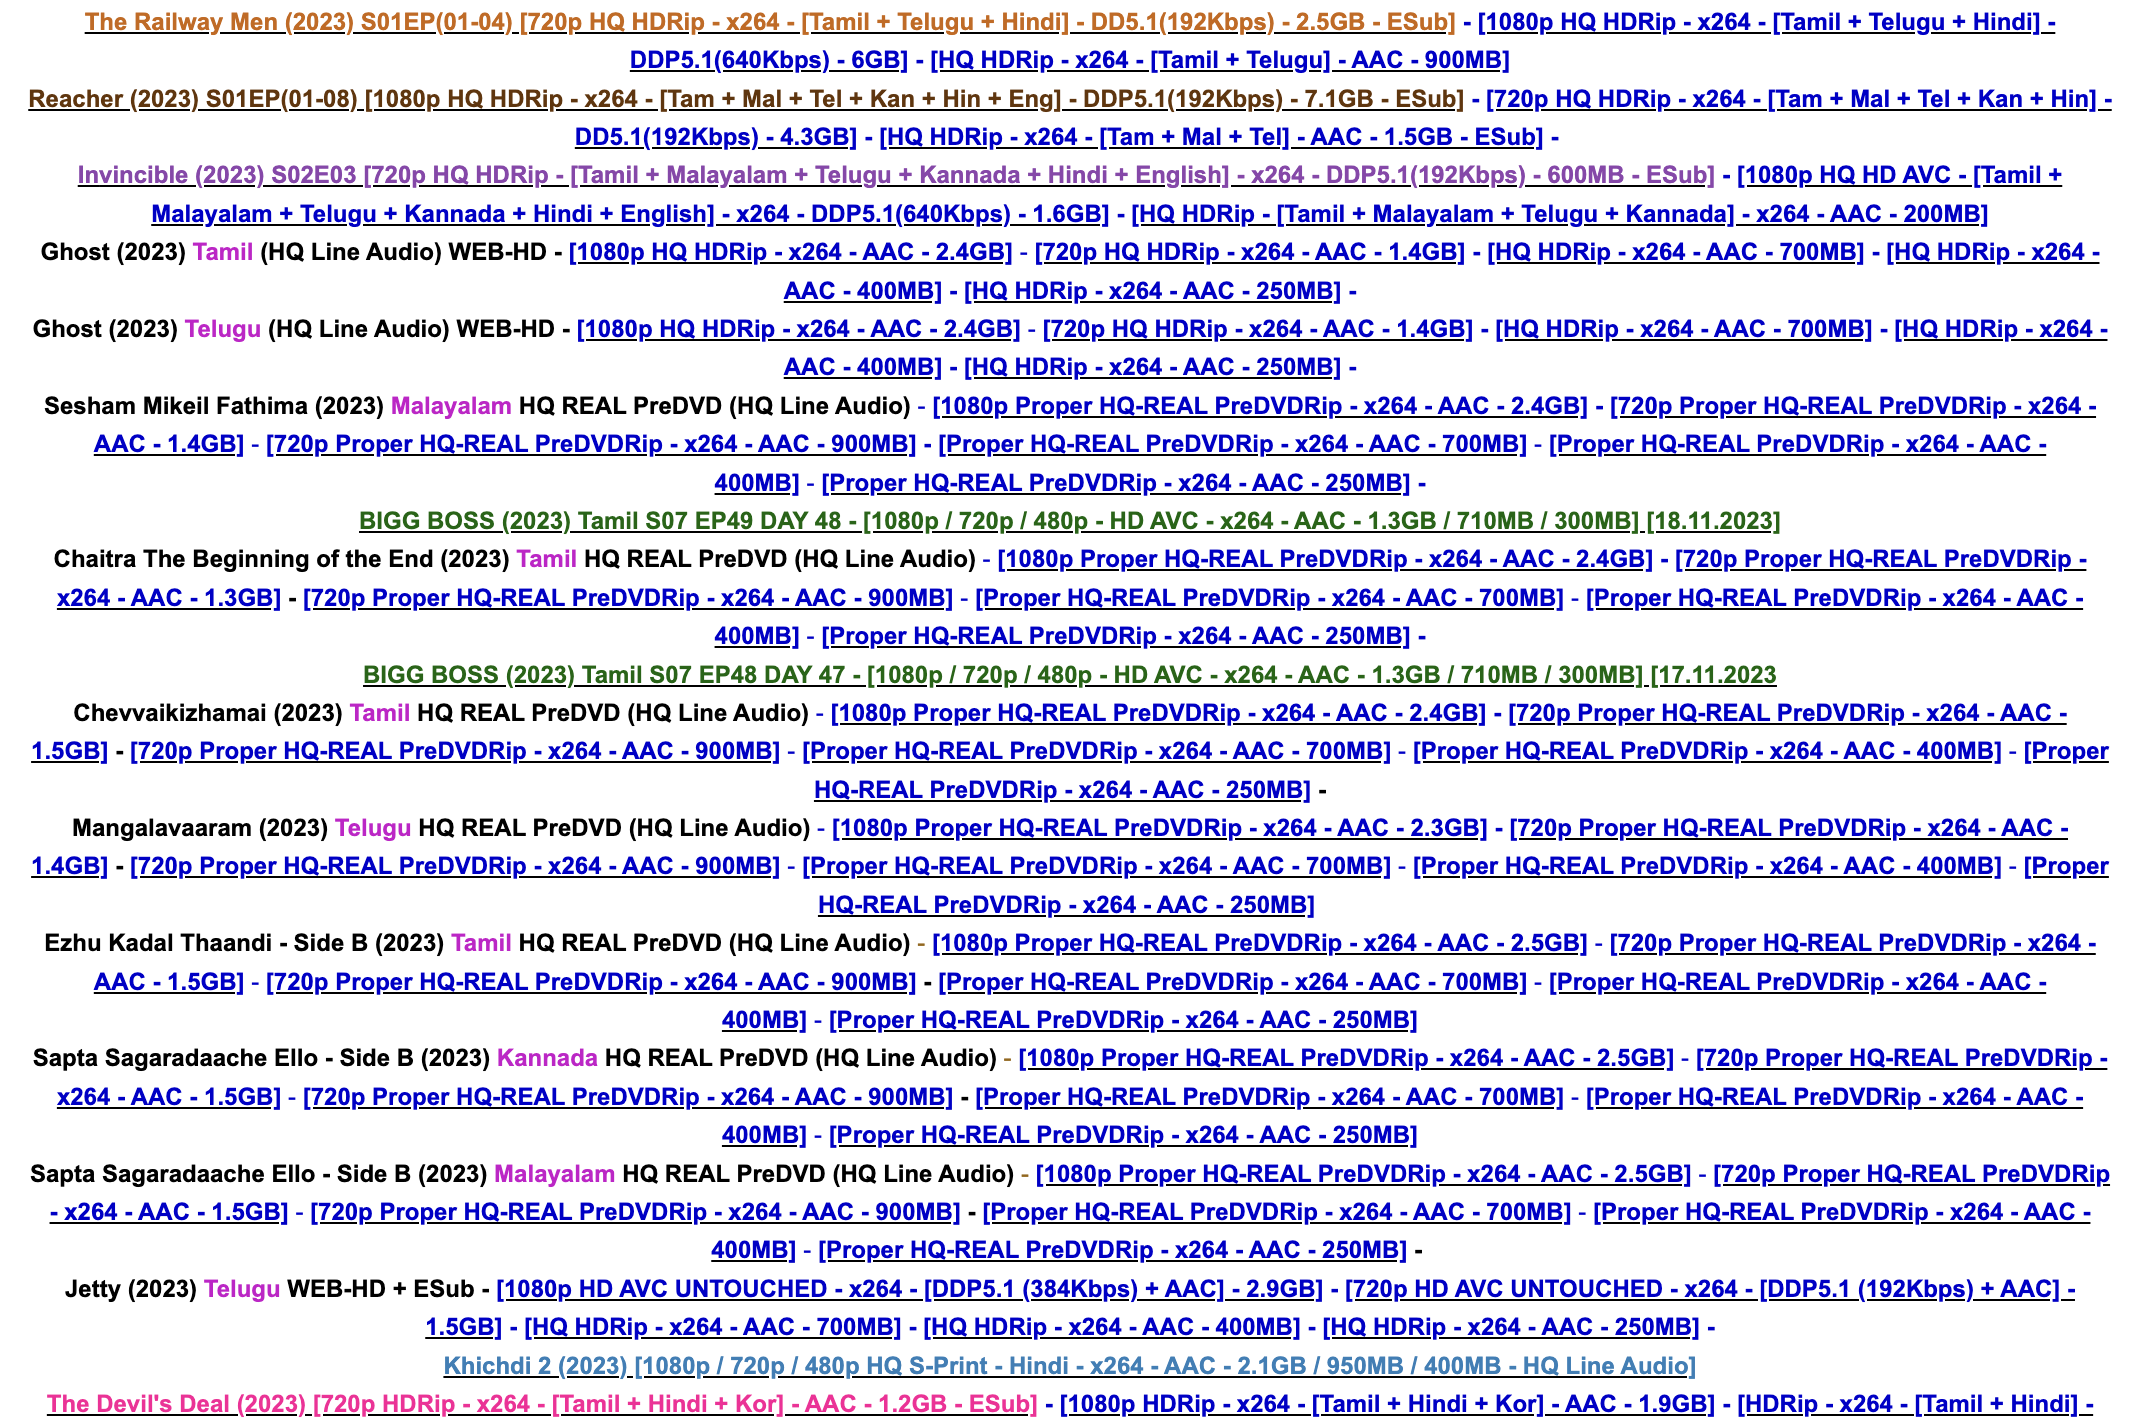 The Railway Men (2023) S01EP(01-04) [720p HQ HDRip - x264 - [Tamil + Telugu + Hindi] - DD5.1(192Kbps) - 2.5GB - ESub] - [1080p HQ HDRip - x264 - [Tamil + Telugu + Hindi] -
DDP5.1(640Kbps) - 6GB] - [HQ HDRip - x264 - [Tamil + Telugu] - AAC - 900MB]
Reacher (2023) S01EP(01-08) [1080p HQ HDRip - x264 - [Tam + Mal + Tel + Kan + Hin + Eng] - DDP5.1(192Kbps) - 7.1GB - ESub] - [720p HQ HDRip - x264 - [Tam + Mal + Tel + Kan + Hin] -
DD5.1(192Kbps) - 4.3GB] - [HQ HDRip - x264 - [Tam + Mal + Tel] - AAC - 1.5GB - ESub] -
Invincible (2023) S02E03 [720p HQ HDRip - [Tamil + Malayalam + Telugu + Kannada + Hindi + English] - x264 - DDP5.1(192Kbps) - 600MB - ESub] - [1080p HQ HD AVC - [Tamil +
Malayalam + Telugu + Kannada + Hindi + English] - x264 - DDP5.1(640Kbps) - 1.6GB] - [HQ HDRip - [Tamil + Malayalam + Telugu + Kannada] - x264 - AAC - 200MB]
Ghost (2023) Tamil (HQ Line Audio) WEB-HD - [1080p HQ HDRip - x264 - AAC - 2.4GB] - [720p HQ HDRip - x264 - AAC - 1.4GB] - [HQ HDRip - x264 - AAC - 700MB] - [HQ HDRip - x264 -
AAC - 400MB] - [HQ HDRip - x264 - AAC - 250MB] -
Ghost (2023) Telugu (HQ Line Audio) WEB-HD - [1080p HQ HDRip - x264 - AAC - 2.4GB] - [720p HQ HDRip - x264 - AAC - 1.4GB] - [HQ HDRip - x264 - AAC - 700MB] - [HQ HDRip - x264 -
AAC - 400MB] - [HQ HDRip - x264 - AAC - 250MB] -
Sesham Mikeil Fathima (2023) Malayalam HQ REAL PreDVD (HQ Line Audio) - [1080p Proper HQ-REAL PreDVDRip - x264 - AAC - 2.4GB] - [720p Proper HQ-REAL PreDVDRip - x264 -
AAC - 1.4GB] - [720p Proper HQ-REAL PreDVDRip - x264 - AAC - 900MB] - [Proper HQ-REAL PreDVDRip - x264 - AAC - 700MB] - [Proper HQ-REAL PreDVDRip - x264 - AAC -
400MB] - [Proper HQ-REAL PreDVDRip - x264 - AAC - 250MB] -
BIGG BOSS (2023) Tamil S07 EP49 DAY 48 - [1080p / 720p / 480p - HD AVC - x264 - AAC - 1.3GB / 710MB / 300MB] [18.11.2023]
Chaitra The Beginning of the End (2023) Tamil HQ REAL PreDVD (HQ Line Audio) - [1080p Proper HQ-REAL PreDVDRip - x264 - AAC - 2.4GB] - [720p Proper HQ-REAL PreDVDRip -
x264 - AAC - 1.3GB] - [720p Proper HQ-REAL PreDVDRip - x264 - AAC - 900MB] - [Proper HQ-REAL PreDVDRip - x264 - AAC - 700MB] - [Proper HQ-REAL PreDVDRip - x264 - AAC -
400MB] - [Proper HQ-REAL PreDVDRip - x264 - AAC - 250MB] -
BIGG BOSS (2023) Tamil S07 EP48 DAY 47 - [1080p / 720p / 480p - HD AVC - x264 - AAC - 1.3GB / 710MB / 300MB] [17.11.2023
Chevvaikizhamai (2023) Tamil HQ REAL PreDVD (HQ Line Audio) - [1080p Proper HQ-REAL PreDVDRip - x264 - AAC - 2.4GB] - [720p Proper HQ-REAL PreDVDRip - x264 - AAC -
1.5GB] - [720p Proper HQ-REAL PreDVDRip - x264 - AAC - 900MB] - [Proper HQ-REAL PreDVDRip - x264 - AAC - 700MB] - [Proper HQ-REAL PreDVDRip - x264 - AAC - 400MB] - [Proper
HQ-REAL PreDVDRip - x264 - AAC - 250MB] -
Mangalavaaram (2023) Telugu HQ REAL PreDVD (HQ Line Audio) - [1080p Proper HQ-REAL PreDVDRip - x264 - AAC - 2.3GB] - [720p Proper HQ-REAL PreDVDRip - x264 - AAC -
1.4GB] - [720p Proper HQ-REAL PreDVDRip - x264 - AAC - 900MB] - [Proper HQ-REAL PreDVDRip - x264 - AAC - 700MB] - [Proper HQ-REAL PreDVDRip - x264 - AAC - 400MB] - [Proper
HQ-REAL PreDVDRip - x264 - AAC - 250MB]
Ezhu Kadal Thaandi - Side B (2023) Tamil HQ REAL PreDVD (HQ Line Audio) - [1080p Proper HQ-REAL PreDVDRip - x264 - AAC - 2.5GB] - [720p Proper HQ-REAL PreDVDRip - x264 -
AAC - 1.5GB] - [720p Proper HQ-REAL PreDVDRip - x264 - AAC - 900MB] - [Proper HQ-REAL PreDVDRip - x264 - AAC - 700MB] - [Proper HQ-REAL PreDVDRip - x264 - AAC -
400MB] - [Proper HQ-REAL PreDVDRip - x264 - AAC - 250MB]
Sapta Sagaradaache Ello - Side B (2023) Kannada HQ REAL PreDVD (HQ Line Audio) - [1080p Proper HQ-REAL PreDVDRip - x264 - AAC - 2.5GB] - [720p Proper HQ-REAL PreDVDRip -
x264 - AAC - 1.5GB] - [720p Proper HQ-REAL PreDVDRip - x264 - AAC - 900MB] - [Proper HQ-REAL PreDVDRip - x264 - AAC - 700MB] - [Proper HQ-REAL PreDVDRip - x264 - AAC -
400MB] - [Proper HQ-REAL PreDVDRip - x264 - AAC - 250MB]
Sapta Sagaradaache Ello - Side B (2023) Malayalam HQ REAL PreDVD (HQ Line Audio) - [1080p Proper HQ-REAL PreDVDRip - x264 - AAC - 2.5GB] - [720p Proper HQ-REAL PreDVDRip
- x264 - AAC - 1.5GB] - [720p Proper HQ-REAL PreDVDRip - x264 - AAC - 900MB] - [Proper HQ-REAL PreDVDRip - x264 - AAC - 700MB] - [Proper HQ-REAL PreDVDRip - x264 - AAC -
400MB] - [Proper HQ-REAL PreDVDRip - x264 - AAC - 250MB] -
Jetty (2023) Telugu WEB-HD + ESub - [1080p HD AVC UNTOUCHED - x264 - [DDP5.1 (384Kbps) + AAC] - 2.9GB] - [720p HD AVC UNTOUCHED - x264 - [DDP5.1 (192Kbps) + AAC] -
1.5GB] - [HQ HDRip - x264 - AAC - 700MB] - [HQ HDRip - x264 - AAC - 400MB] - [HQ HDRip - x264 - AAC - 250MB] -
Khichdi 2 (2023) [1080p / 720p / 480p HQ S-Print - Hindi - x264 - AAC - 2.1GB / 950MB / 400MB - HQ Line Audio]
The Devil's Deal (2023) [720p HDRip - x264 - [Tamil + Hindi + Kor] - AAC - 1.2GB - ESub] - [1080p HDRip - x264 - [Tamil + Hindi + Kor] - AAC - 1.9GB] - [HDRip - x264 - [Tamil + Hindi] -